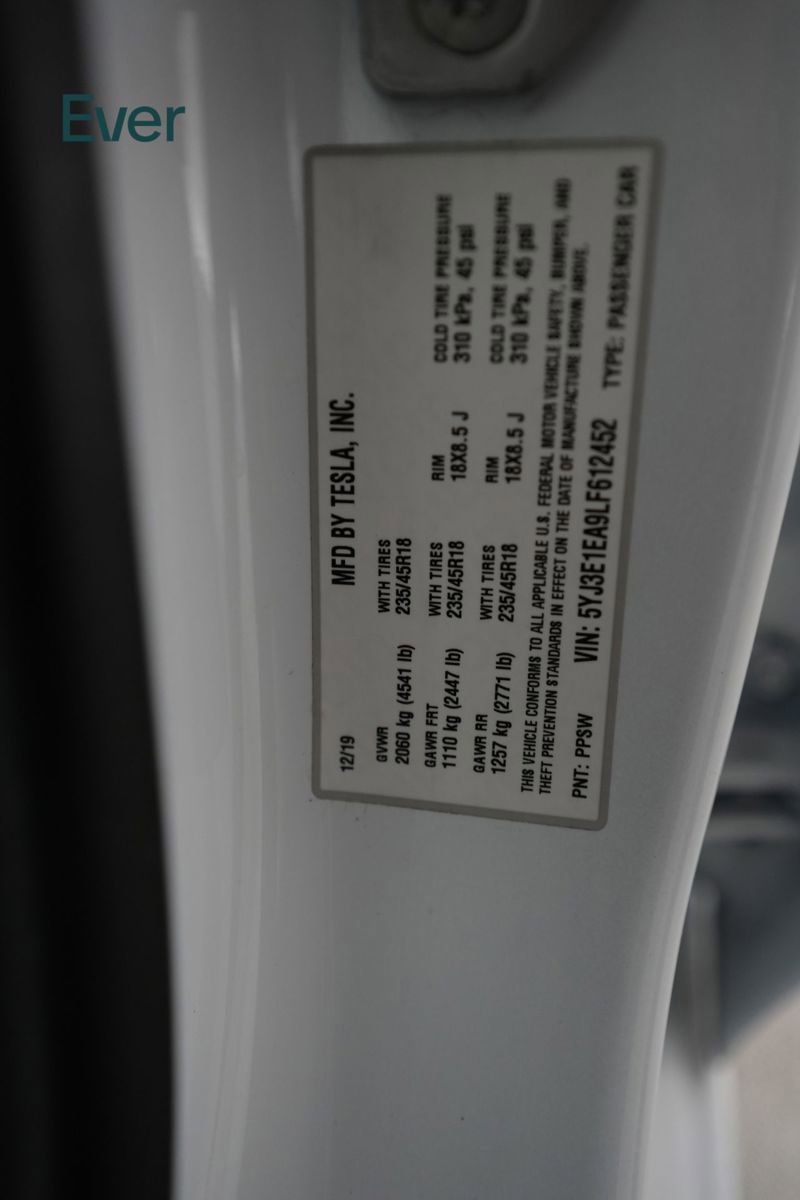 Ever
12/19 MFD BY TESLA, INC.
GVWR WITH TIRES
2060 kg (4541 lb) 235/45R18
GAWR FRT WITH TIRES RIM COLD TIRE PRESSURE
1110 kg (2447 lb) 235/45R18 18X8.5 J 310 kPa, 45 psi
GAWR RR WITH TIRES RIM COLD TIRE PRESSURE
1257 kg (2771 lb) 235/45R18 18X8.5 J 310 kPa, 45 psi
THIS VEHICLE CONFORMS TO ALL APPLICABLE U.S. FEDERAL MOTOR VEHICLE SAFETY, BUMPER, AND
THEFT PREVENTION STANDARDS IN EFFECT ON THE DATE OF MANUFACTURE SHOWN ABOVE.
PNT: PPSW VIN: 5YJ3E1EA9LF612452 TYPE: PASSENGER CAR